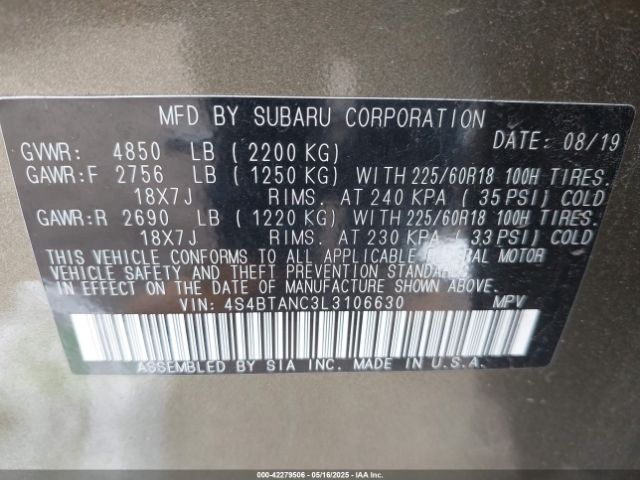 MFD BY SUBARU CORPORATION
DATE: 08/19
GVWR: 4850 LB ( 2200 KG)
GAWR:F 2756 LB ( 1250 KG) WITH 225/60R18 100H TIRES.
18X7J RIMS. AT 240 KPA ( 35 PSI) COLD
GAWR:R 2690 LB ( 1220 KG) WITH 225/60R18 100H TIRES.
18X7J RIMS. AT 230 KPA ( 33 PSI) COLD
THIS VEHICLE CONFORMS TO ALL APPLICABLE FEDERAL MOTOR
VEHICLE SAFETY AND THEFT PREVENTION STANDARDS
IN EFFECT ON THE DATE OF MANUFACTURE SHOWN ABOVE.
VIN: 4S4BTANC3L3106630 MPV
ASSEMBLED BY SIA INC. MADE IN U.S.A.
000-42279506 - 05/16/2025 - IAAI.com